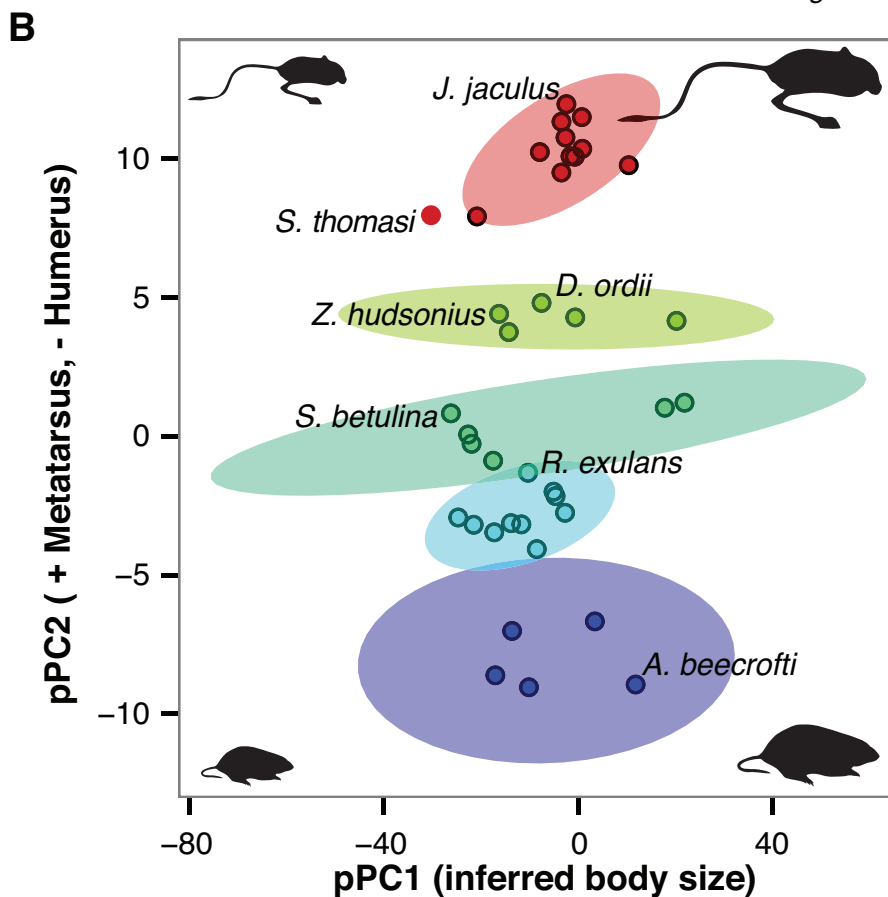 g
B
J. jaculus
10
S. thomasi
5
D. ordii
Z. hudsonius
S. betulina
0
R. exulans
−5
A. beecrofti
−10
−80
−40
0
40
pPC1 (inferred body size)
pPC2 ( + Metatarsus, - Humerus)